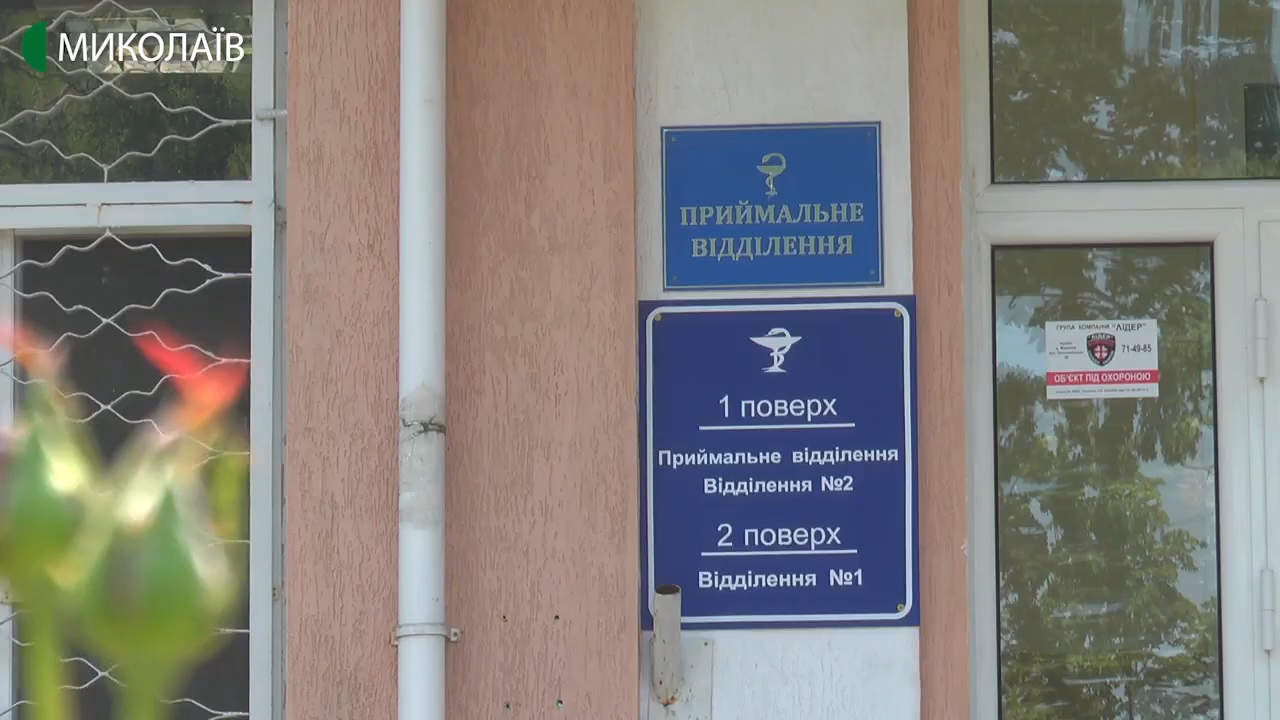 МИКОЛАЇВ
ПРИЙМАЛЬНЕ
ВІДДІЛЕННЯ
1 поверх
Приймальне відділення
Відділення №2
2 поверх
Відділення №1
ГРУПА КОМПАНІЙ "ЛІДЕР"
ЛІДЕР
71-49-85
ОБ'ЄКТ ПІД ОХОРОНОЮ